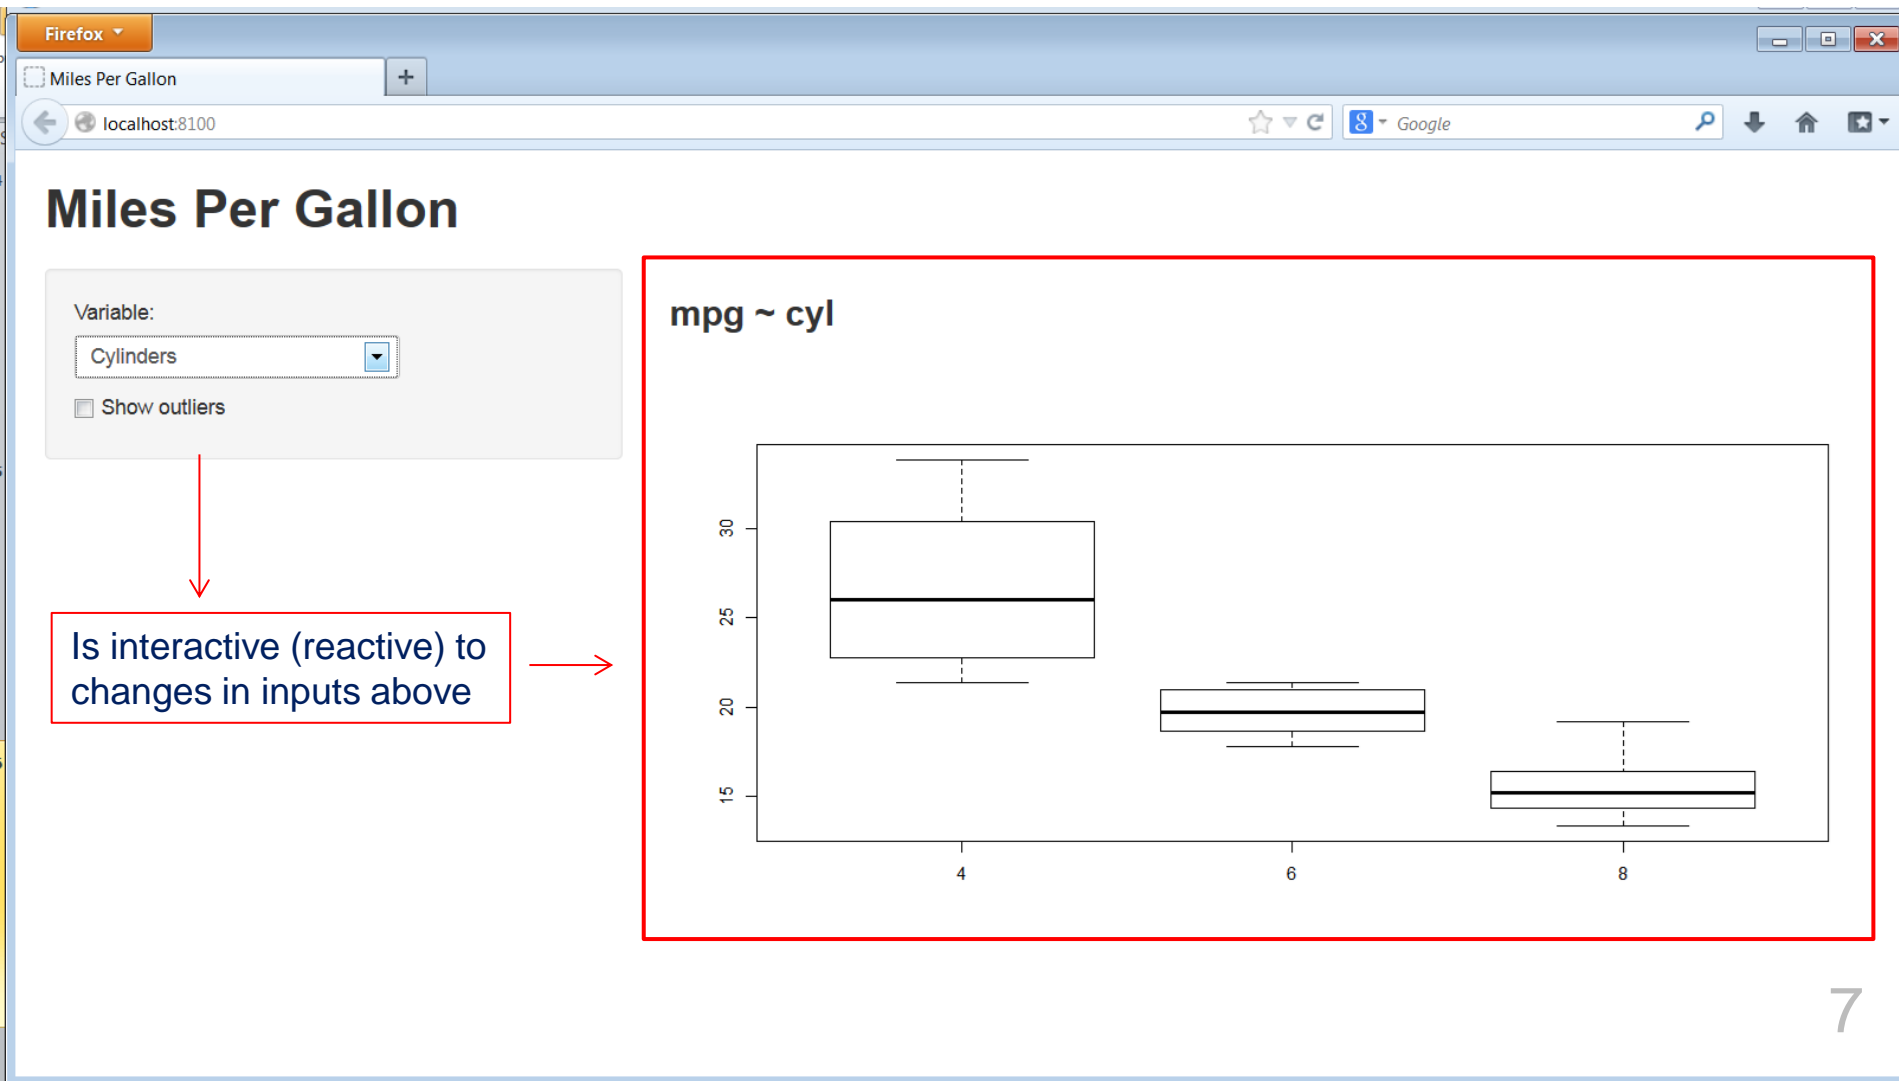 Firefox
Miles Per Gallon
localhost:8100
Google
Miles Per Gallon
Variable:
Cylinders
Show outliers
Is interactive (reactive) to
changes in inputs above
mpg ~ cyl
30
25
20
15
4 6 8
7